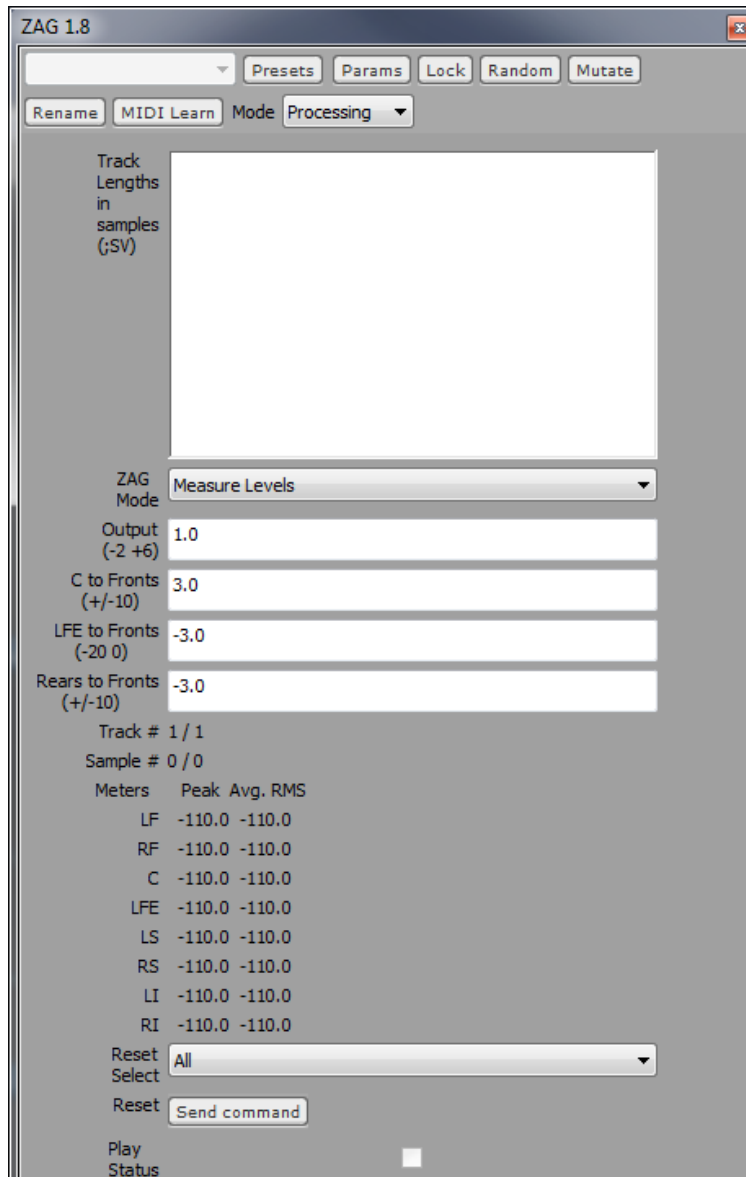 ZAG 1.8
Presets Params Lock Random Mutate
Rename MIDI Learn Mode Processing
Track
Lengths
in
samples
(;SV)
ZAG
Mode
Measure Levels
Output
(-2 +6)
1.0
C to Fronts
(+/-10)
3.0
LFE to Fronts
(-20 0)
-3.0
Rears to Fronts
(+/-10)
-3.0
Track # 1 / 1
Sample # 0 / 0
Meters Peak Avg. RMS
LF -110.0 -110.0
RF -110.0 -110.0
C -110.0 -110.0
LFE -110.0 -110.0
LS -110.0 -110.0
RS -110.0 -110.0
LI -110.0 -110.0
RI -110.0 -110.0
Reset
Select
All
Reset Send command
Play
Status